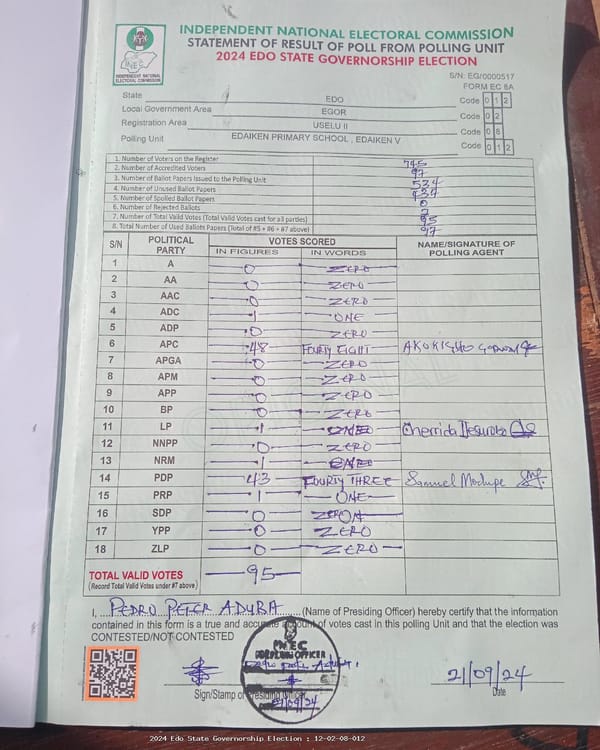 INDEPENDENT NATIONAL ELECTORAL COMMISSION
STATEMENT OF RESULT OF POLL FROM POLLING UNIT
2024 EDO STATE GOVERNORSHIP ELECTION
INEC
INDEPENDENT NATIONAL ELECTORAL COMMISSION
S/N: EG/0000517
FORM EC 8A
State EDO Code 0 1 2
Local Government Area EGOR Code 0 2
Registration Area USELU II Code 0 8
Polling Unit EDAIKEN PRIMARY SCHOOL , EDAIKEN V Code 0 1 2
1. Number of Voters on the Register 745
2. Number of Accredited Voters 97
3. Number of Ballot Papers Issued to the Polling Unit 534
4. Number of Unused Ballot Papers 437
5. Number of Spoiled Ballot Papers 0
6. Number of Rejected Ballots 2
7. Number of Total Valid Votes (Total Valid Votes cast for all parties) 95
8. Total Number of Used Ballots Papers (Total of #5 + #6 + #7 above) 97
S/N POLITICAL PARTY VOTES SCORED NAME/SIGNATURE OF POLLING AGENT
IN FIGURES IN WORDS
1 A 0 ZERO
2 AA 0 ZERO
3 AAC 0 ZERO
4 ADC 1 ONE
5 ADP 0 ZERO
6 APC 48 FOURTY EIGHT
7 APGA 0 ZERO
8 APM 0 ZERO
9 APP 0 ZERO
10 BP 0 ZERO
11 LP 1 ONE
12 NNPP 0 ZERO
13 NRM 1 ONE
14 PDP 43 FOURTY THREE Samuel Modupe
15 PRP 1 ONE
16 SDP 0
17 YPP 0 ZERO
18 ZLP 0 ZERO
TOTAL VALID VOTES 95
(Record Total Valid Votes under #7 above)
I, PEDRO PETER ADURA (Name of Presiding Officer) hereby certify that the information
contained in this form is a true and accurate account of votes cast in this polling Unit and that the election was
CONTESTED/NOT CONTESTED
INEC
PRESIDING OFFICER
21/09/24
Sign/Stamp of Presiding Officer
21/09/24
Date
2024 Edo State Governorship Election : 12-02-08-012